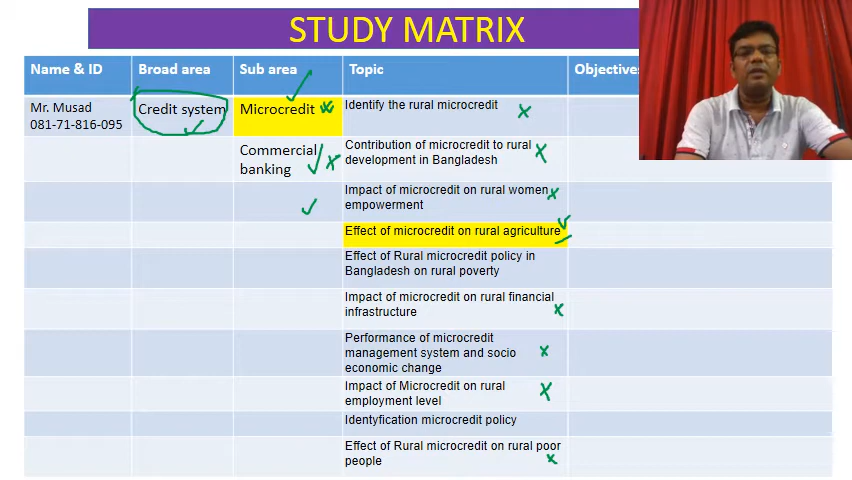 STUDY MATRIX
Name & ID Broad area Sub area Topic Objectives
Mr. Musad
081-71-816-095
Credit system
Microcredit
Identify the rural microcredit
Commercial
banking
Contribution of microcredit to rural
development in Bangladesh
Impact of microcredit on rural women
empowerment
Effect of microcredit on rural agriculture
Effect of Rural microcredit policy in
Bangladesh on rural poverty
Impact of microcredit on rural financial
infrastructure
Performance of microcredit
management system and socio
economic change
Impact of Microcredit on rural
employment level
Identyfication microcredit policy
Effect of Rural microcredit on rural poor
people